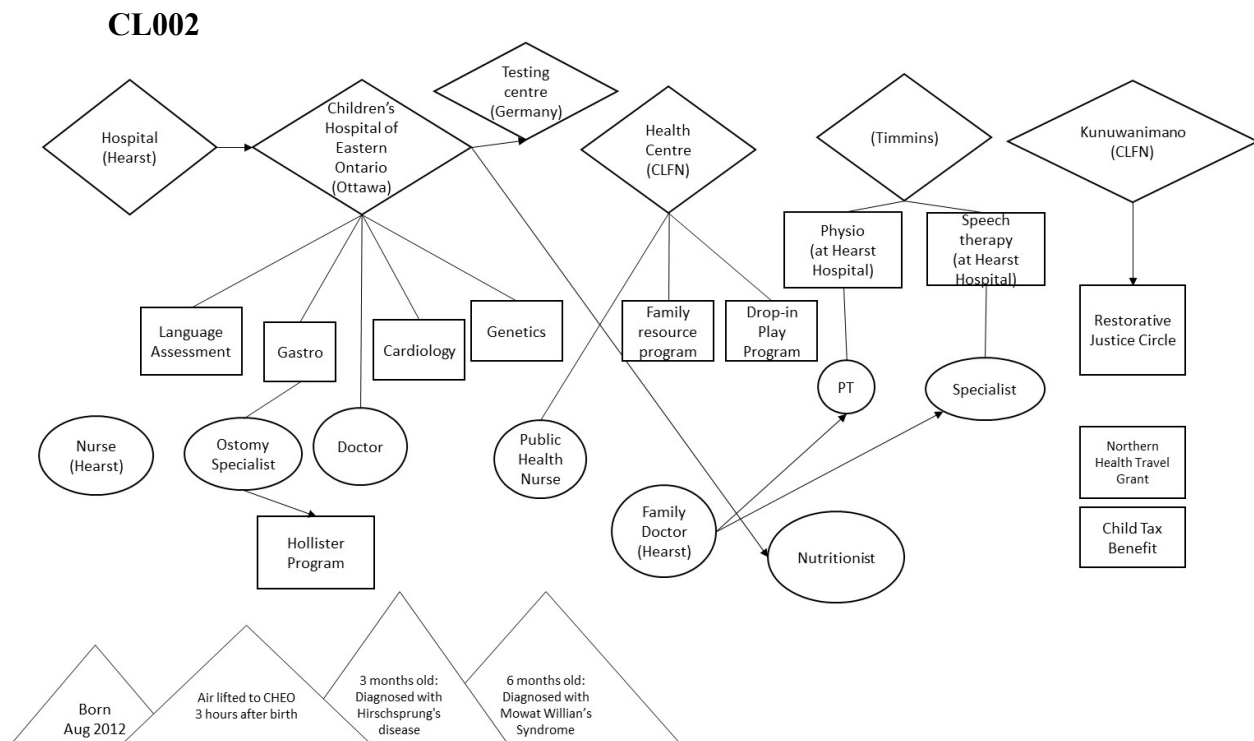 CL002
Hospital
(Hearst)
Children's
Hospital of
Eastern
Ontario
(Ottawa)
Testing
centre
(Germany)
Health
Centre
(CLFN)
(Timmins)
Kunuwanimano
(CLFN)
Physio
(at Hearst
Hospital)
Speech
therapy
(at Hearst
Hospital)
Language
Assessment
Gastro
Cardiology
Genetics
Family
resource
program
Drop-in
Play
Program
Restorative
Justice Circle
PT
Specialist
Nurse
(Hearst)
Ostomy
Specialist
Doctor
Public
Health
Nurse
Northern
Health Travel
Grant
Family
Doctor
(Hearst)
Nutritionist
Child Tax
Benefit
Hollister
Program
Born
Aug 2012
Air lifted to CHEO
3 hours after birth
3 months old:
Diagnosed with
Hirschsprung's
disease
6 months old:
Diagnosed with
Mowat Willian's
Syndrome